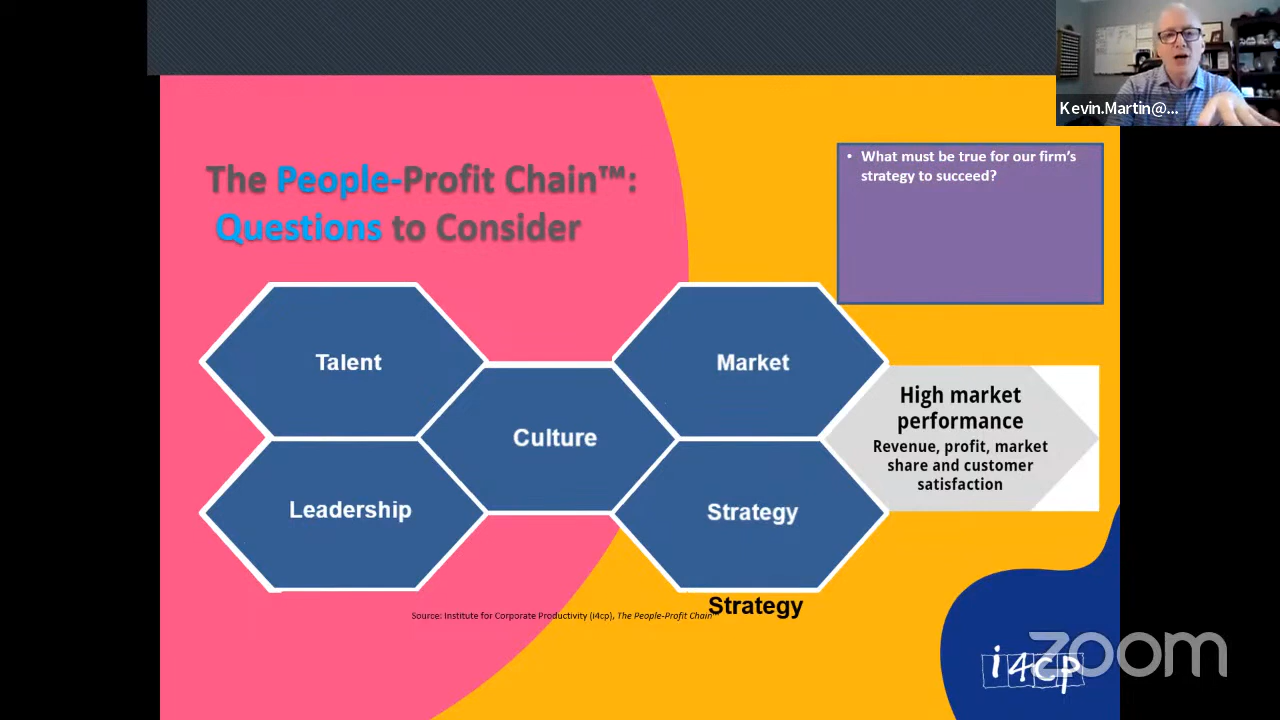 Kevin.Martin@...
• What must be true for our firm's
strategy to succeed?
The People-Profit Chain™:
Questions to Consider
Talent
Market
Culture
Leadership
Strategy
High market
performance
Revenue, profit, market
share and customer
satisfaction
Strategy
Source: Institute for Corporate Productivity (i4cp), The People-Profit Chain™
i4cp
zoom